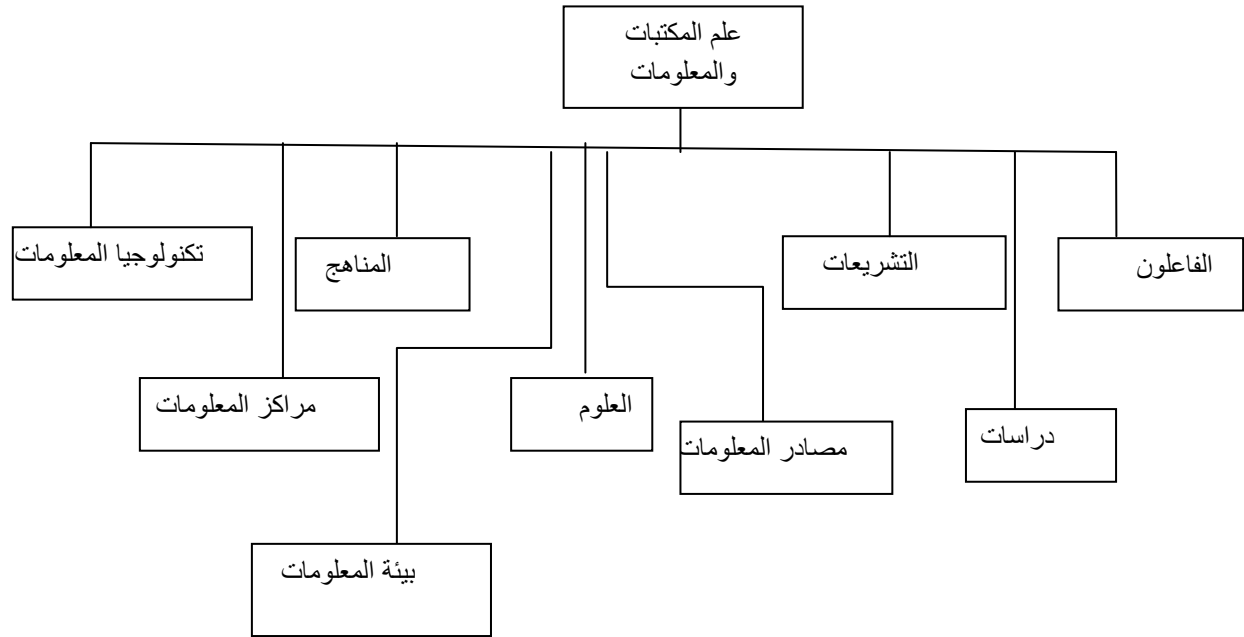 علم المكتبات
والمعلومات
الفاعلون
التشريعات
المناهج
تكنولوجيا المعلومات
دراسات
مصادر المعلومات
العلوم
مراكز المعلومات
بيئة المعلومات